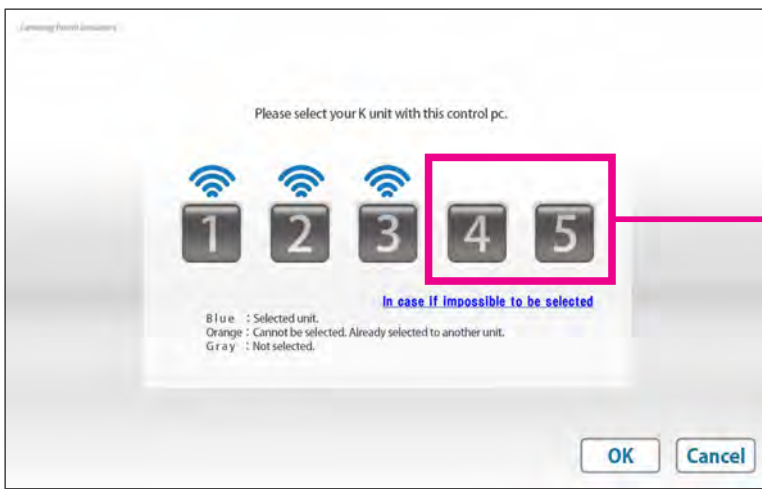 Please select your K unit with this control pc.
1 2 3 4 5
In case if impossible to be selected
Blue : Selected unit.
Orange : Cannot be selected. Already selected to another unit.
Gray : Not selected.
OK Cancel